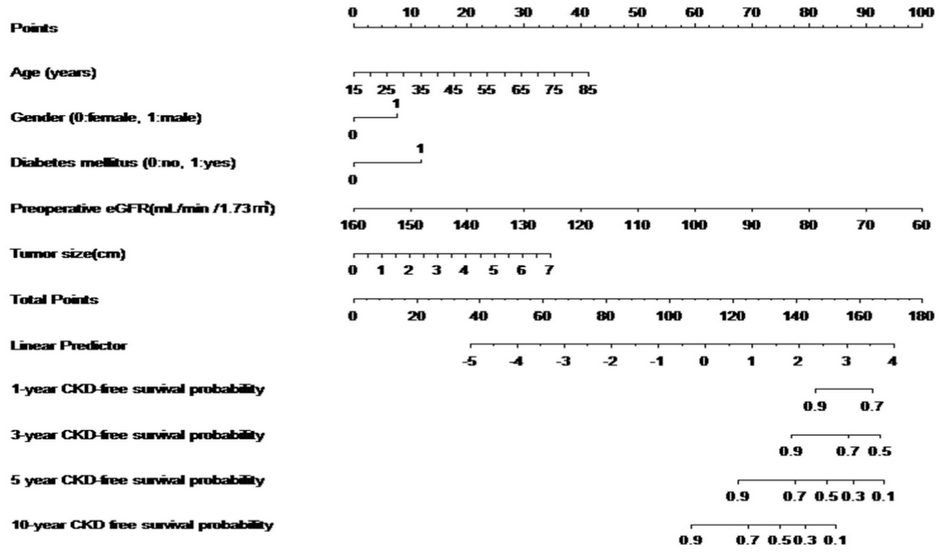 0 10 20 30 40 50 60 70 80 90 100
Points
Age (years)
15 25 35 45 55 65 75 85
1
Gender (0:female, 1:male)
0
1
Diabetes mellitus (0:no, 1:yes)
0
Preoperative eGFR(mL/min /1.73㎡)
160 150 140 130 120 110 100 90 80 70 60
Tumor size(cm)
0 1 2 3 4 5 6 7
Total Points
0 20 40 60 80 100 120 140 160 180
Linear Predictor
-5 -4 -3 -2 -1 0 1 2 3 4
1-year CKD-free survival probability
0.9 0.7
3-year CKD-free survival probability
0.9 0.7 0.5
5 year CKD-free survival probability
0.9 0.7 0.5 0.3 0.1
10-year CKD free survival probability
0.9 0.7 0.5 0.3 0.1